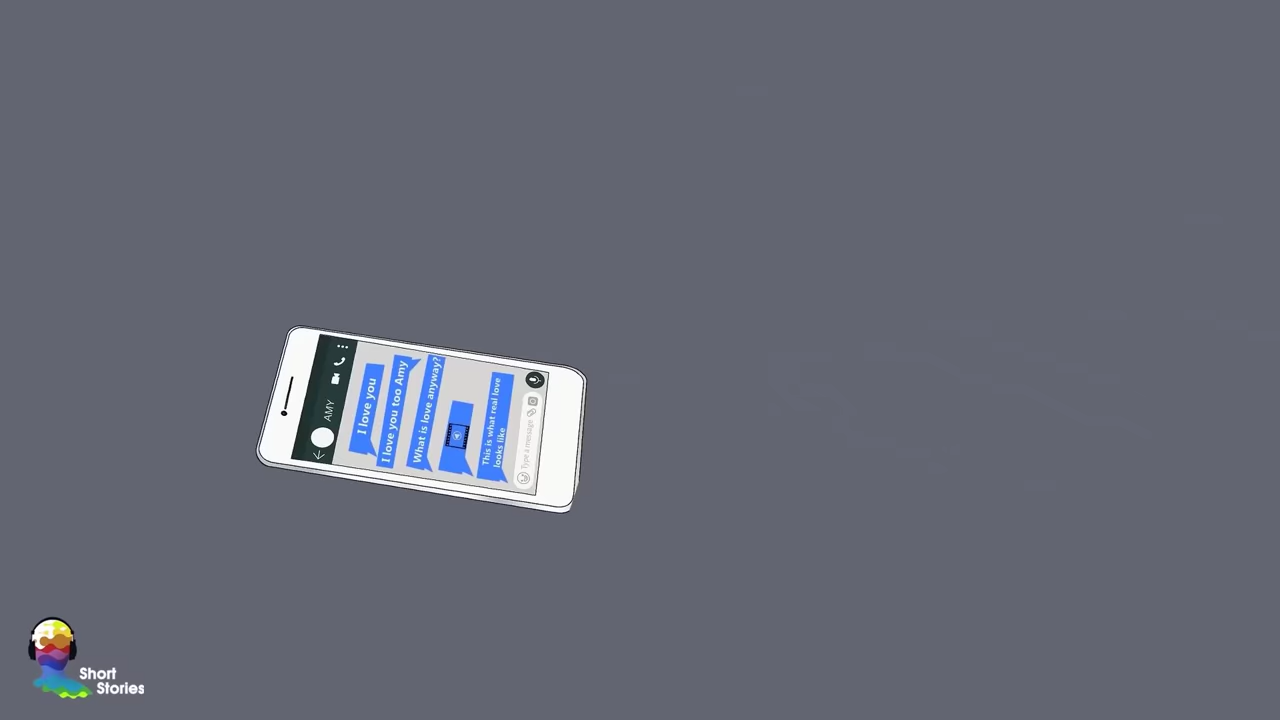 AMY
I love you
I love you too Amy
What is love anyway?
This is what real love
looks like
Type a message
Short
Stories